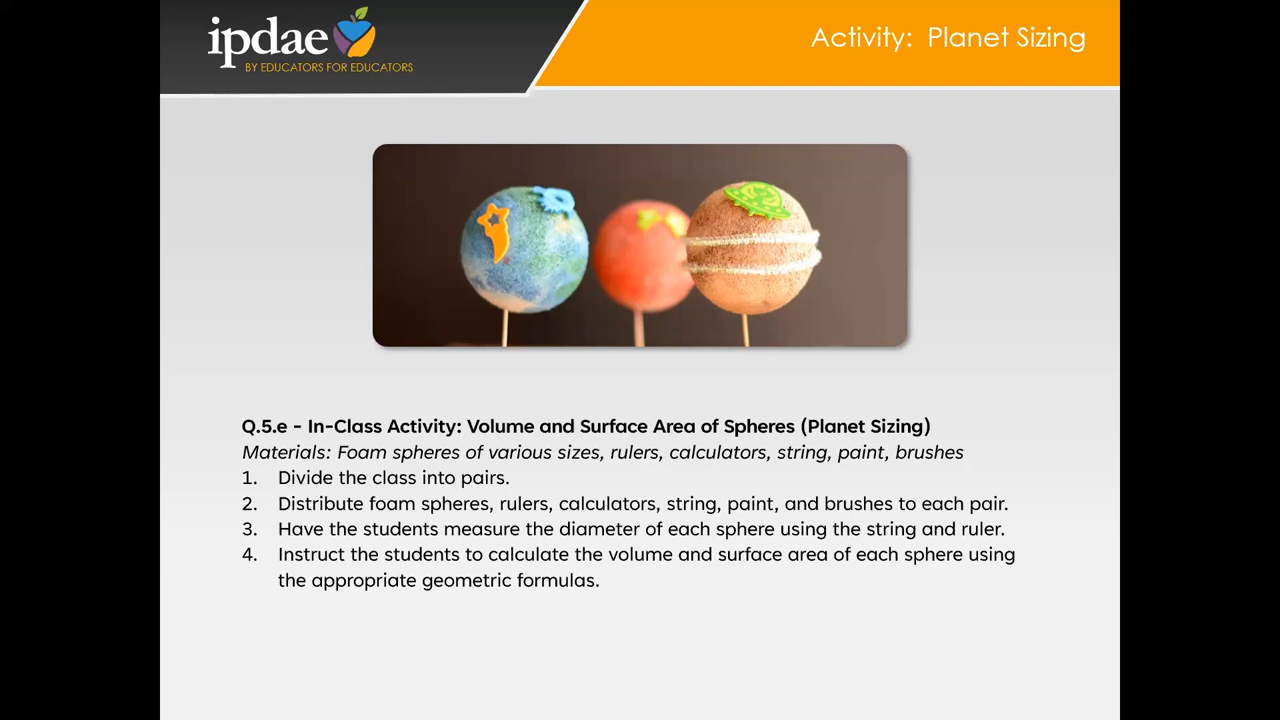 ipdae
BY EDUCATORS FOR EDUCATORS
Activity: Planet Sizing
Q.5.e - In-Class Activity: Volume and Surface Area of Spheres (Planet Sizing)
Materials: Foam spheres of various sizes, rulers, calculators, string, paint, brushes
1. Divide the class into pairs.
2. Distribute foam spheres, rulers, calculators, string, paint, and brushes to each pair.
3. Have the students measure the diameter of each sphere using the string and ruler.
4. Instruct the students to calculate the volume and surface area of each sphere using
the appropriate geometric formulas.